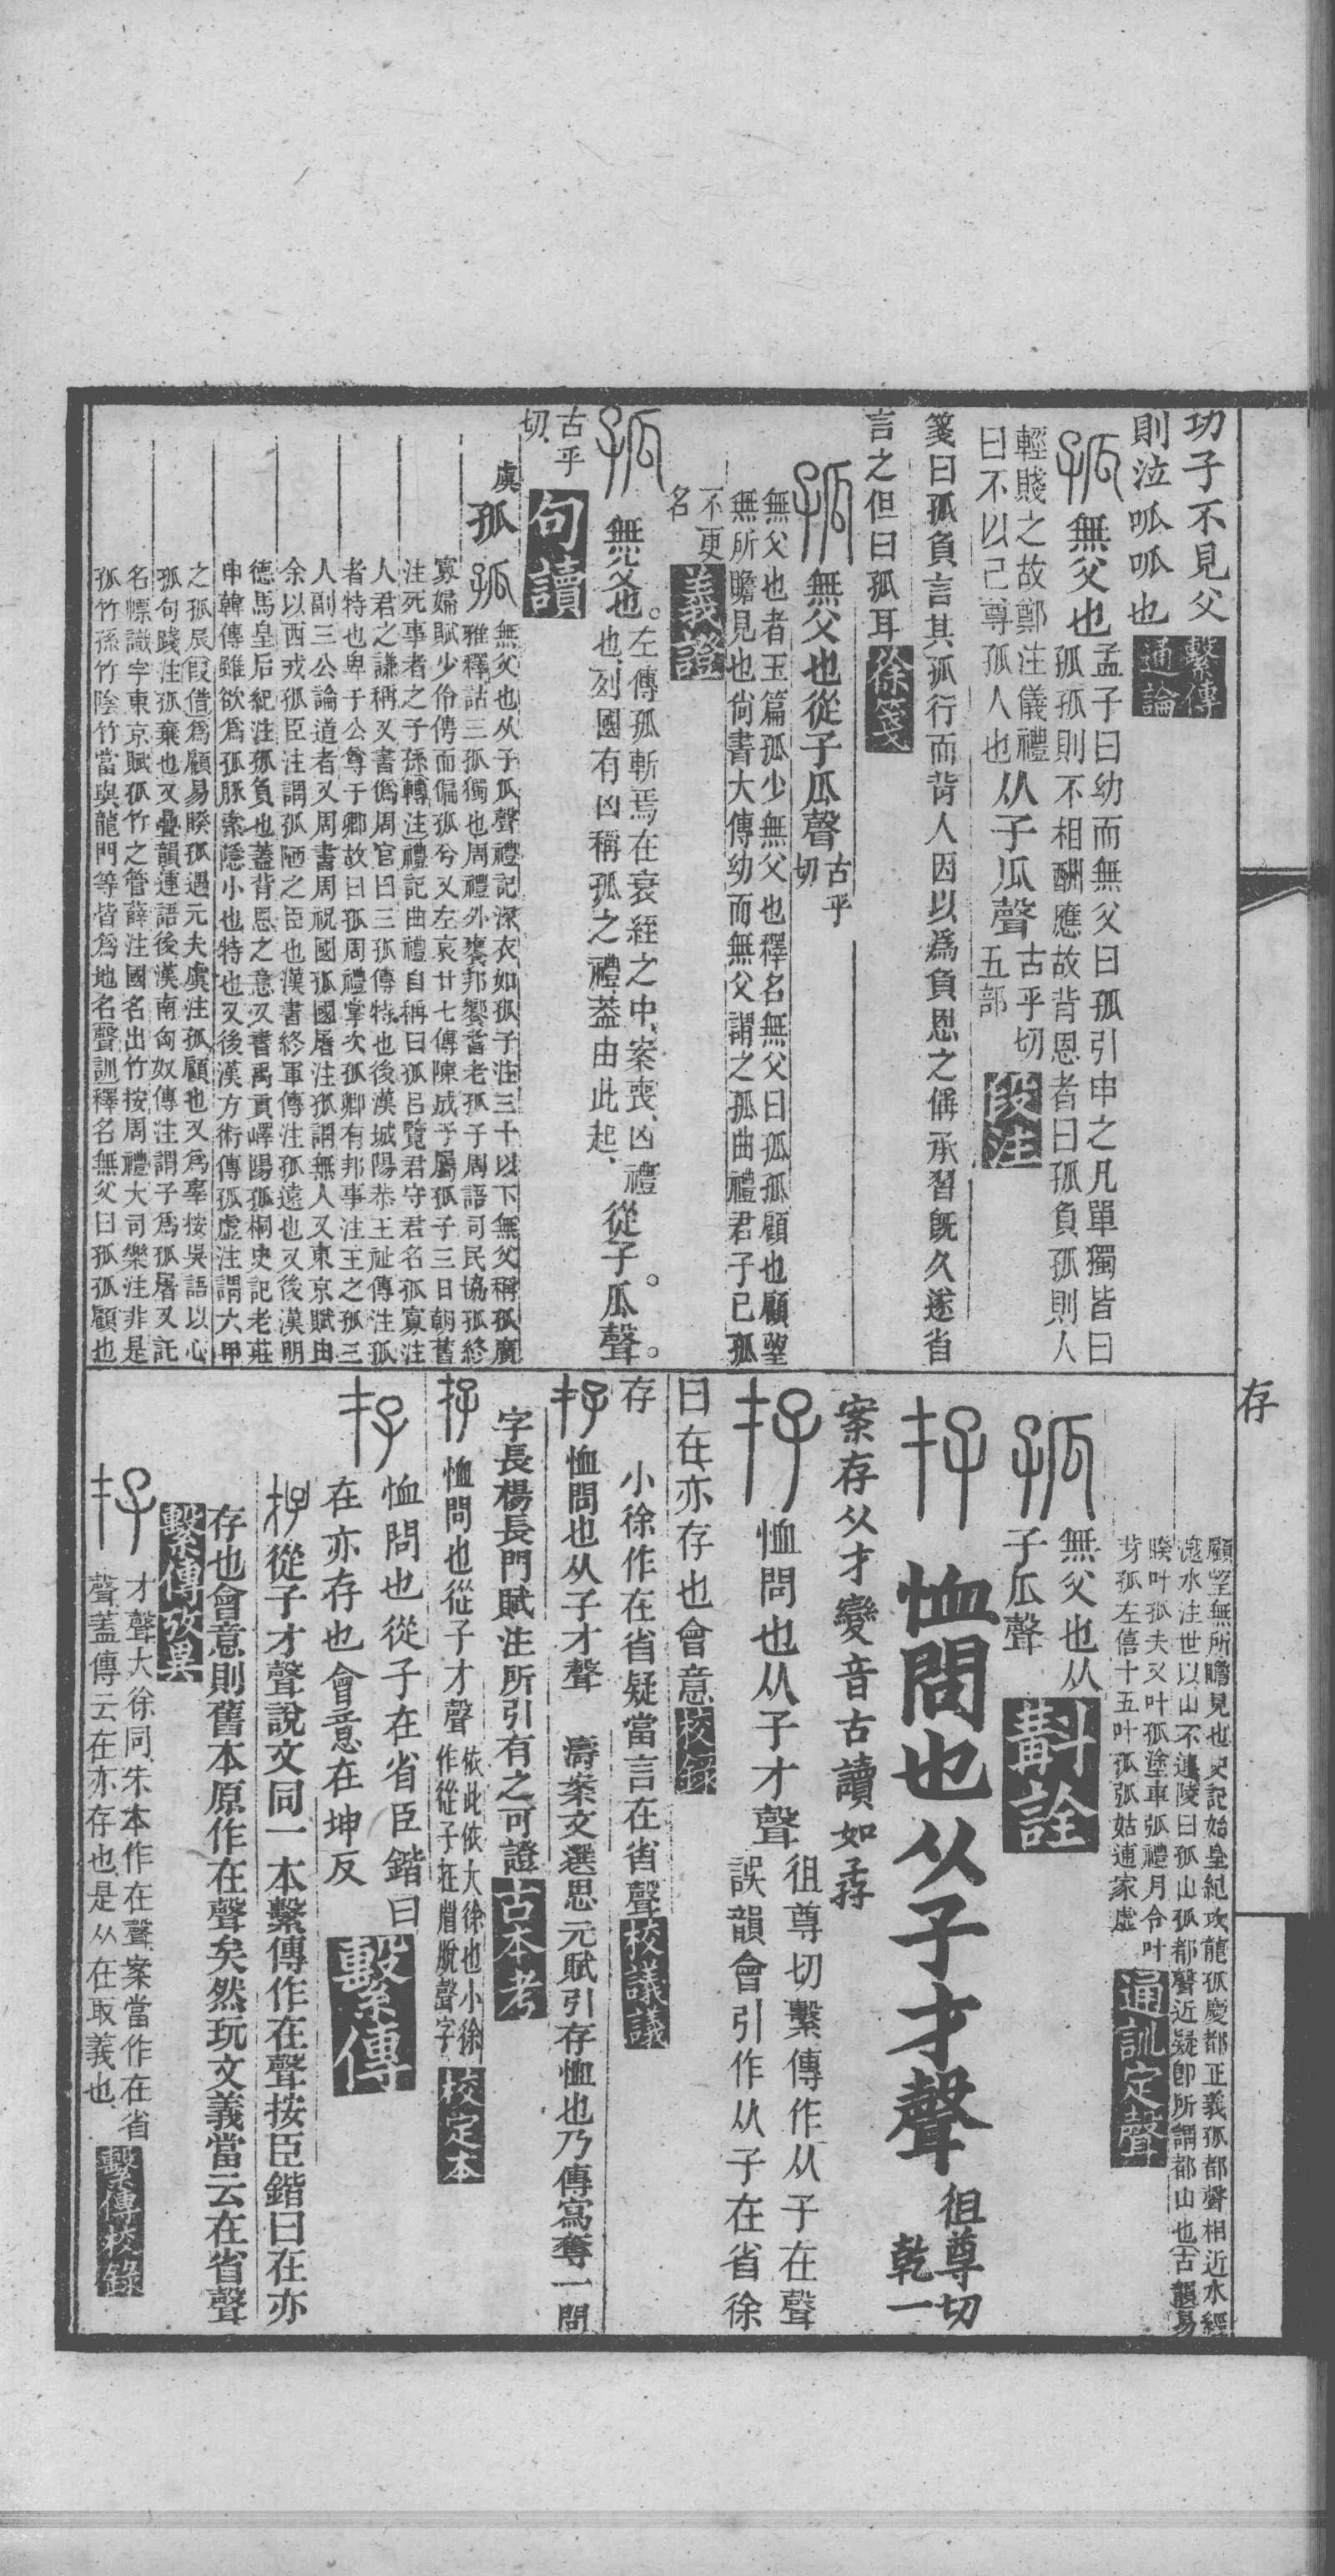 功子不見父
則泣呱呱也
繫傳
通論
無父也
孟子曰幼而無父曰孤引申之凡單獨皆曰
孤孤則不相酬應故背恩者曰孤負孤則人
輕賤之故鄭注儀禮
曰不以己尊孤人也
从子瓜聲
古乎切
五部
段注
箋曰孤負言其孤行而背人因以爲負恩之偁承習旣久遂省
言之但曰孤耳
徐箋
無父也從子瓜聲
古乎
切
無父也者玉篇孤少無父也釋名無父曰孤孤顧也顧望
無所瞻見也尙書大傳幼而無父謂之孤曲禮君子已孤
不更
名
義證
無父也。
左傳孤斬焉在衰絰之中、案喪、凶禮
也、列國有凶稱孤之禮、葢由此起、
從子。瓜聲。
古乎
切、
句讀
孤
虞
無父也从子瓜聲禮記深衣如孤子注三十以下無父稱孤廣
雅釋詁三孤獨也周禮外饔邦饗耆老孤子周語司民協孤終
寡婦賦少伶俜而偏孤兮又左哀廿七傳陳成子屬孤子三日朝舊
注死事者之子孫轉注禮記曲禮自稱曰孤呂覽君守君名孤寡注
人君之謙稱又書僞周官曰三孤傳特也後漢城陽恭王祉傳注孤
者特也卑于公尊于卿故曰孤周禮掌次孤卿有邦事注王之孤三
人副三公論道者又周書周祝國孤國屠注孤謂無人又東京賦由
余以西戎孤臣注謂孤陋之臣也漢書終軍傳注孤遠也又後漢明
德馬皇后紀注孤負也蓋背恩之意又書禹貢嶧陽孤桐史記老莊
申韓傳雖欲爲孤豚索隱小也特也又後漢方術傳孤虛注謂六甲
之孤辰叚借爲顧易睽孤遇元夫虞注孤顧也又爲辜按吳語以心
孤句踐注孤棄也又疊韻連語後漢南匈奴傳注謂子爲孤屠又託
名幖識字東京賦孤竹之管薛注國名出竹按周禮大司樂注非是
孤竹孫竹陰竹當與龍門等皆爲地名聲訓釋名無父曰孤孤顧也
顧望無所瞻見也史記始皇紀攻龍孤慶都正義孤都聲相近水經
滱水注世以山不連陵曰孤山孤都聲近疑卽所謂都山也古韻易
睽叶孤夫又叶孤塗車弧禮月令叶
芽孤左僖十五叶孤弧姑逋家虛
通訓定聲
無父也从
子瓜聲
斠詮
恤問也从子才聲
徂尊切
乾一
案存从才變音古讀如孖
恤問也从子才聲
徂尊切繫傳作从子在聲
誤韻會引作从子在省徐
曰在亦存也會意
校錄
存
小徐作在省疑當言在省聲
校議議
恤問也从子才聲
濤案文選思元賦引存恤也乃傳寫奪一問
字長楊長門賦注所引有之可證
古本考
恤問也從子才聲
依此依大徐也小徐
作從子在省脫聲字
校定本
恤問也從子在省臣鍇曰
在亦存也會意在坤反
繫傳
從子才聲說文同一本繫傳作在聲按臣鍇曰在亦
存也會意則舊本原作在聲矣然玩文義當云在省聲
繫傳攷異
才聲大徐同朱本作在聲案當作在省
聲蓋傳云在亦存也是从在取義也
繫傳校錄
存